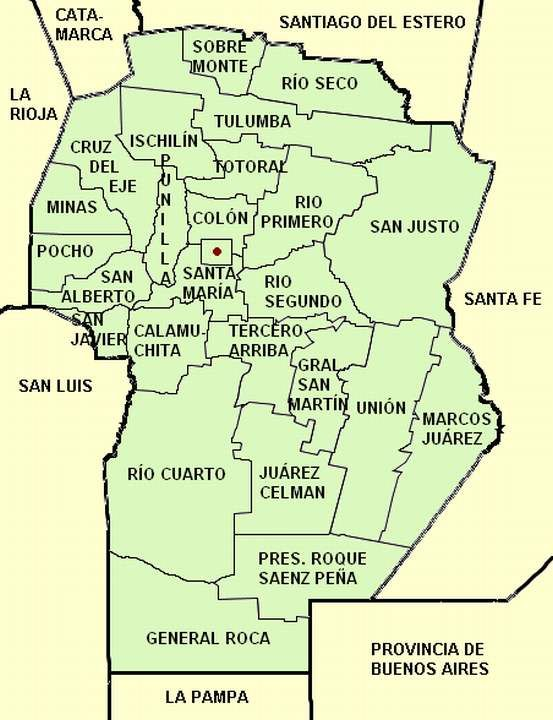 CATA-
MARCA
SANTIAGO DEL ESTERO
SOBRE
MONTE
RÍO SECO
LA
RIOJA
TULUMBA
ISCHILÍN
CRUZ
DEL
EJE
PUNILLA
TOTORAL
MINAS
COLÓN
RIO
PRIMERO
SAN JUSTO
POCHO
SAN
ALBERTO
SANTA
MARÍA
RIO
SEGUNDO
SANTA FE
SAN
JAVIER
CALAMU-
CHITA
TERCERO
ARRIBA
GRAL
SAN
MARTÍN
UNIÓN
MARCOS
JUÁREZ
SAN LUIS
RÍO CUARTO
JUÁREZ
CELMAN
PRES. ROQUE
SAENZ PEÑA
GENERAL ROCA
PROVINCIA DE
BUENOS AIRES
LA PAMPA